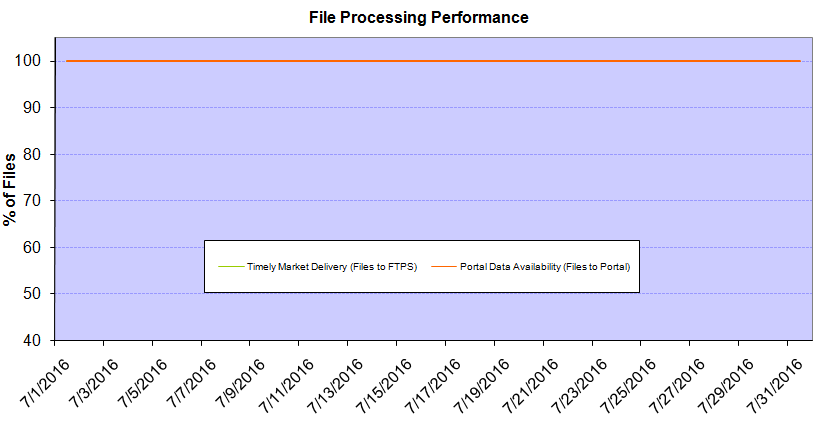 File Processing Performance
% of Files
100
90
80
70
60
50
40
Timely Market Delivery (Files to FTPS) Portal Data Availability (Files to Portal)
7/1/2016 7/3/2016 7/5/2016 7/7/2016 7/9/2016 7/11/2016 7/13/2016 7/15/2016 7/17/2016 7/19/2016 7/21/2016 7/23/2016 7/25/2016 7/27/2016 7/29/2016 7/31/2016